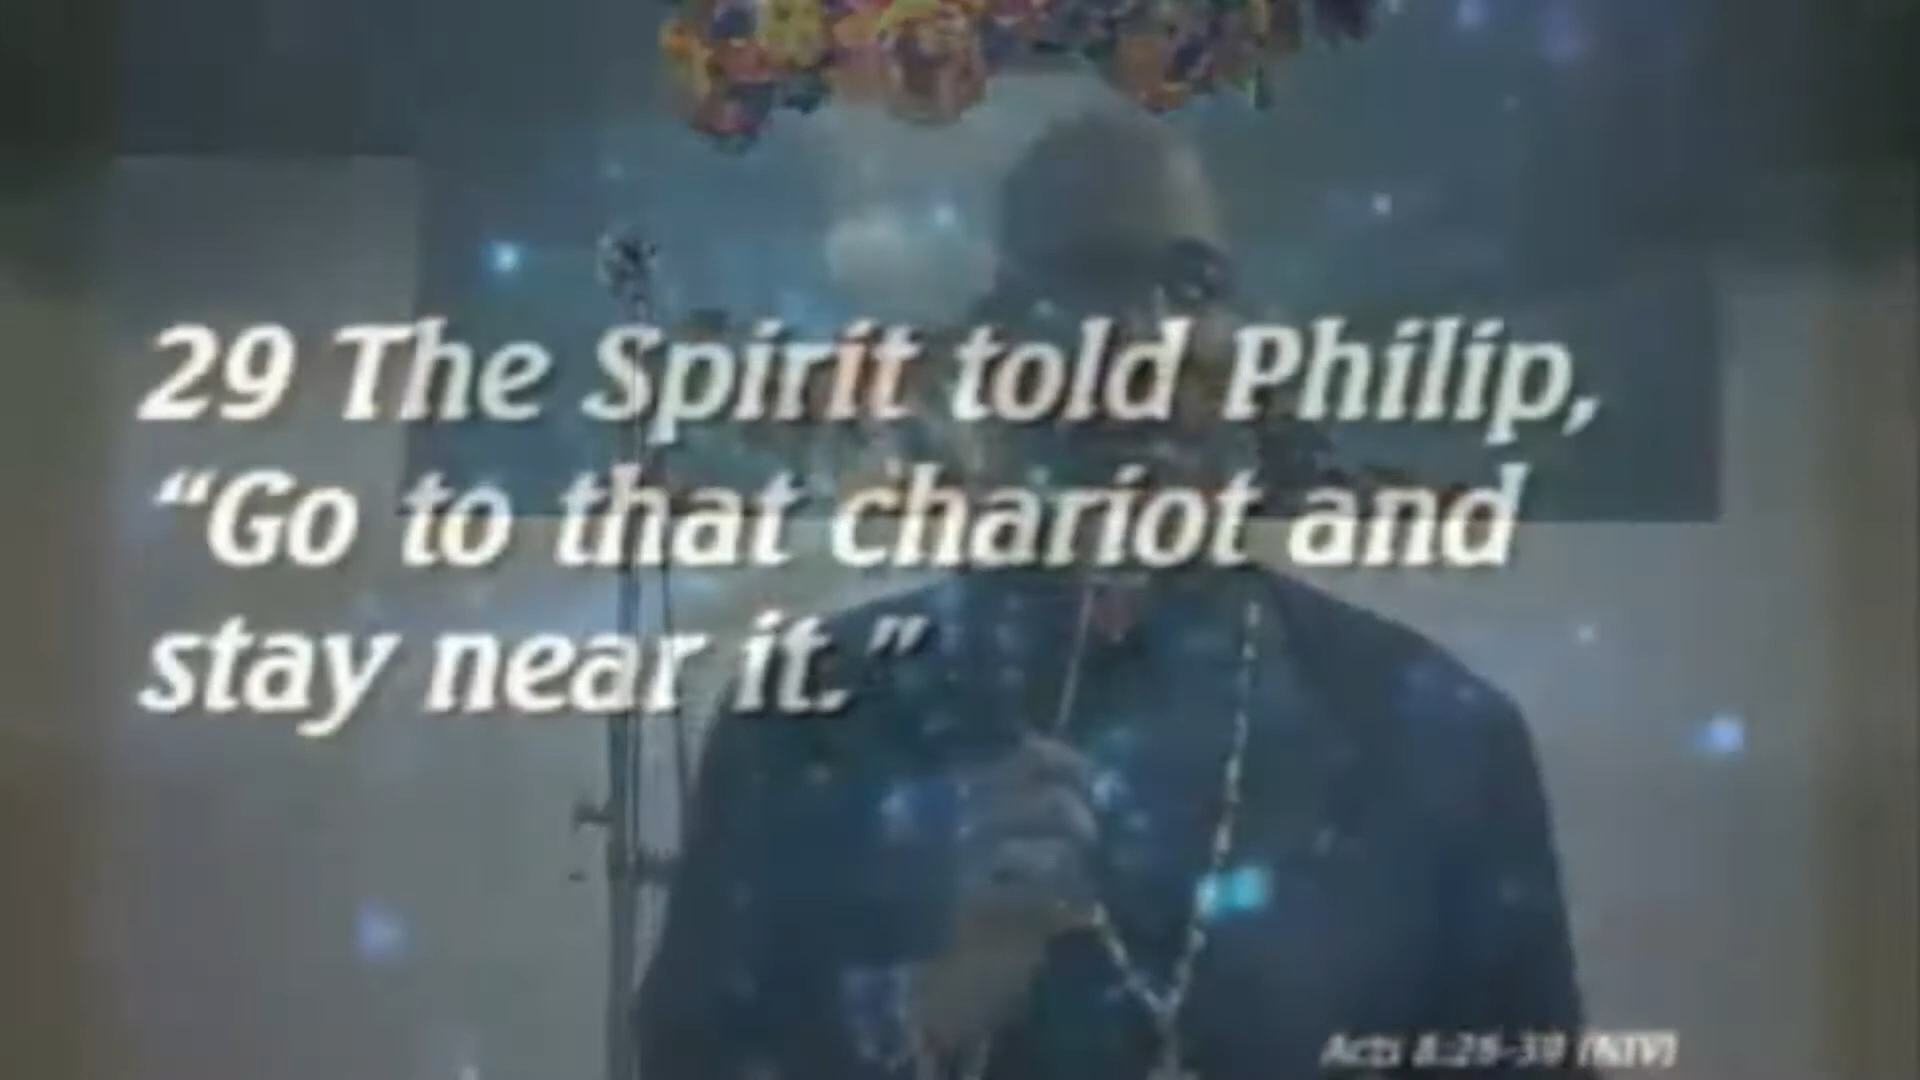 29 The Spirit told Philip,
“Go to that chariot and
stay near it.”
Acts 8:26-39 (NIV)